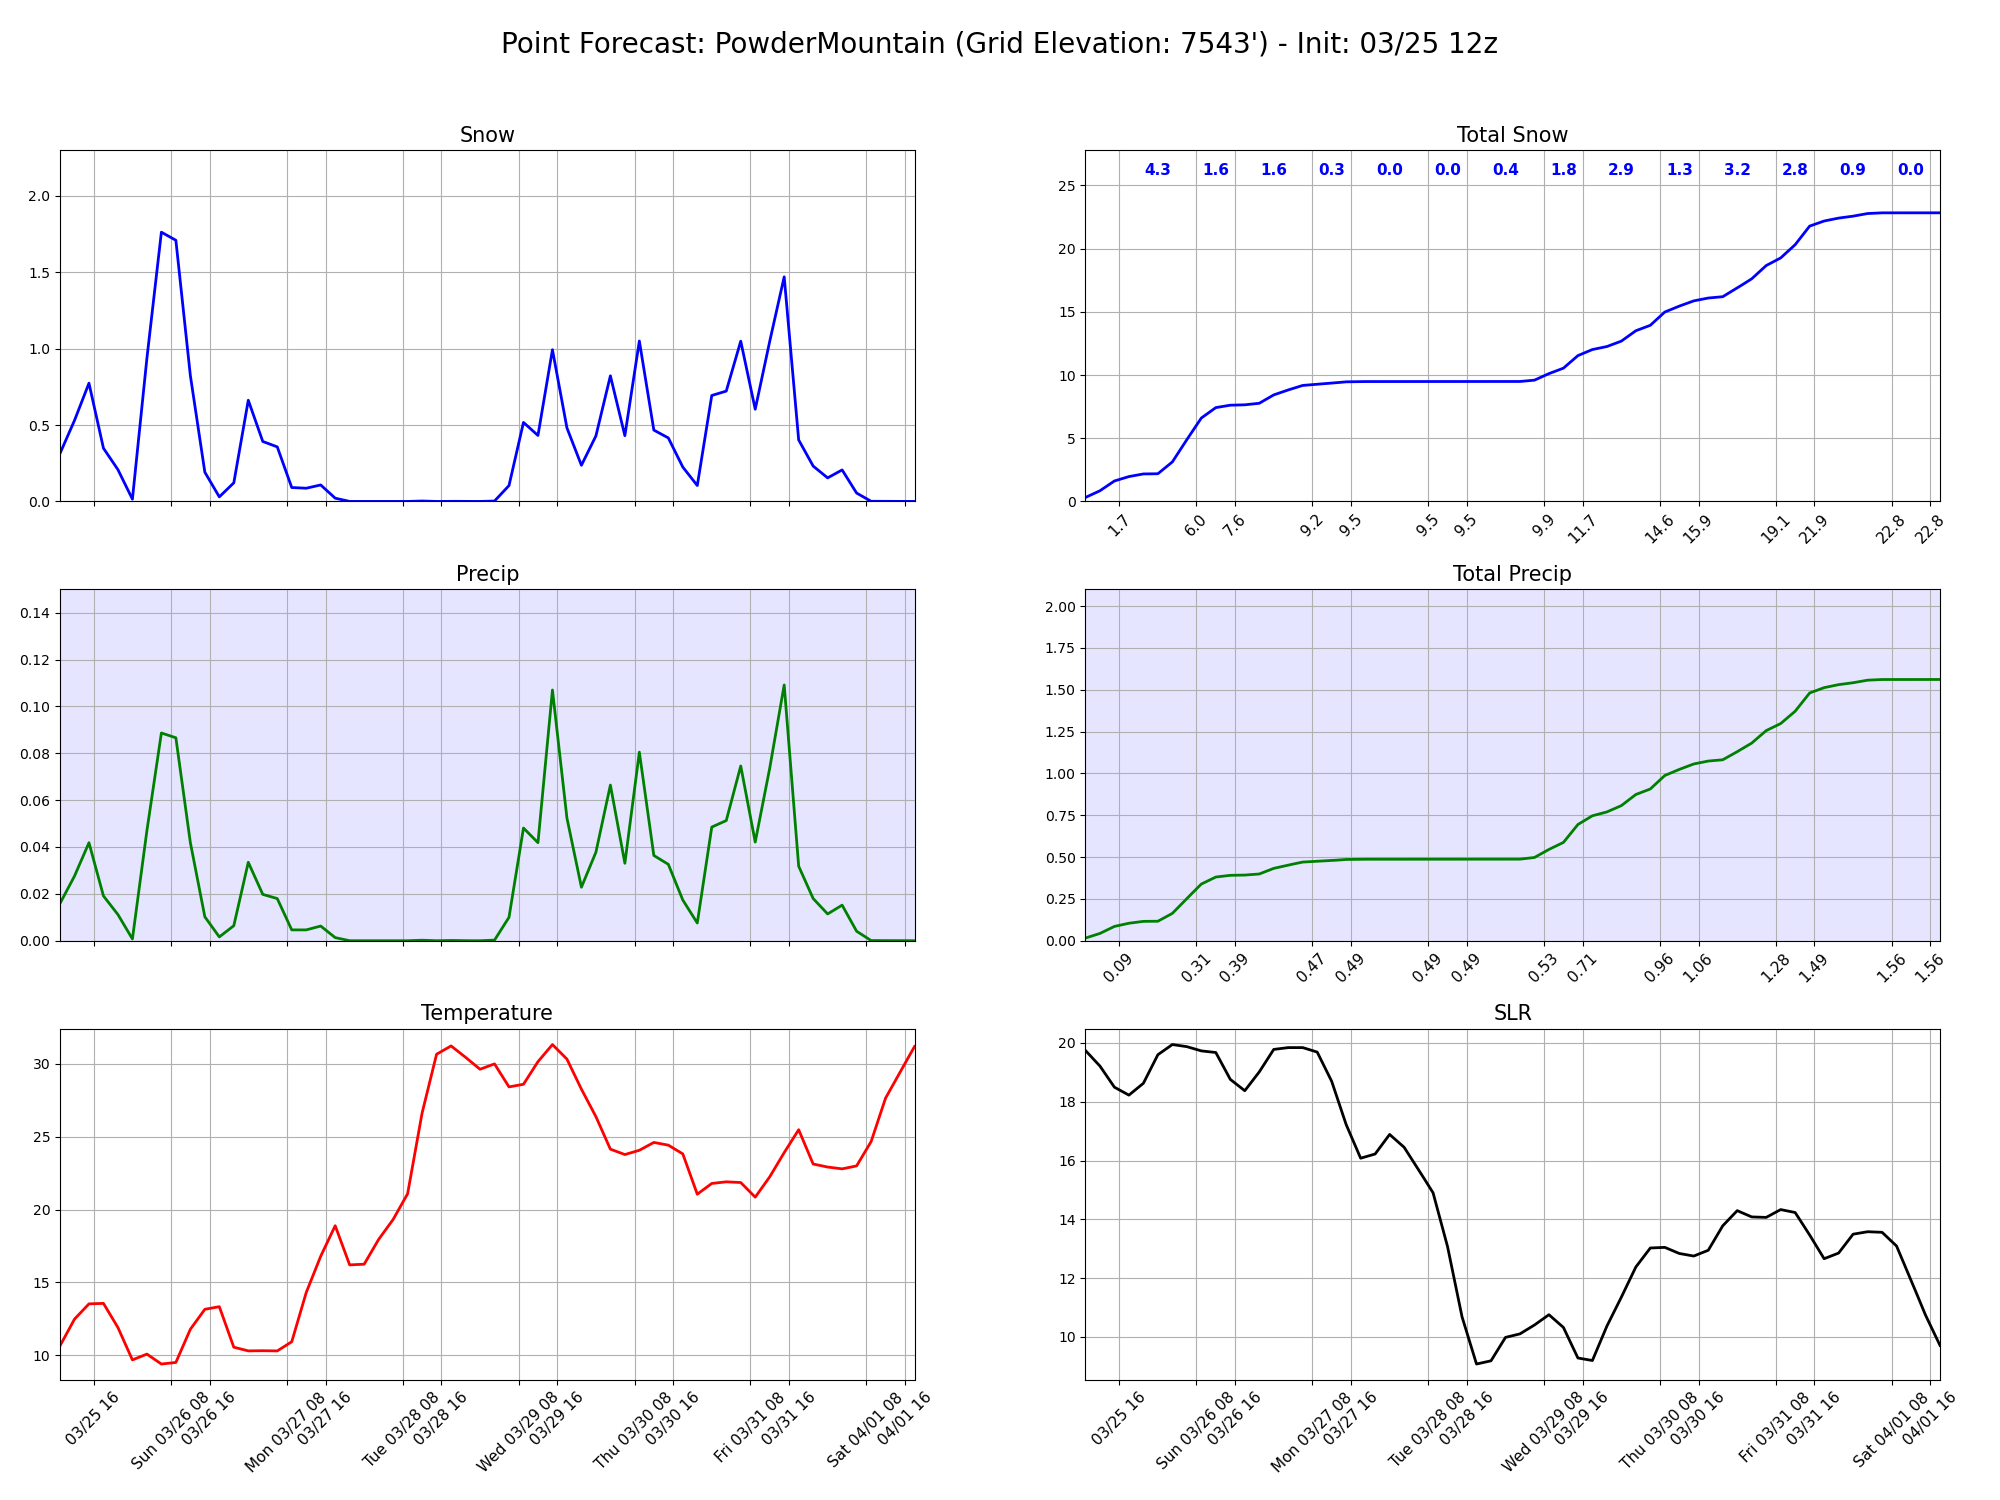 Point Forecast: PowderMountain (Grid Elevation: 7543') - Init: 03/25 12z
Snow
2.0
1.5
1.0
0.5
0.0
Total Snow
4.3 1.6 1.6 0.3 0.0 0.0 0.4 1.8 2.9 1.3 3.2 2.8 0.9 0.0
25
20
15
10
5
0
1.7 6.0 7.6 9.2 9.5 9.5 9.5 9.9 11.7 14.6 15.9 19.1 21.9 22.8 22.8
Precip
0.14
0.12
0.10
0.08
0.06
0.04
0.02
0.00
Total Precip
2.00
1.75
1.50
1.25
1.00
0.75
0.50
0.25
0.00
0.09 0.31 0.39 0.47 0.49 0.49 0.49 0.53 0.71 0.96 1.06 1.28 1.49 1.56 1.56
Temperature
30
25
20
15
10
03/25 16
Sun 03/26 08
03/26 16
Mon 03/27 08
03/27 16
Tue 03/28 08
03/28 16
Wed 03/29 08
03/29 16
Thu 03/30 08
03/30 16
Fri 03/31 08
03/31 16
Sat 04/01 08
04/01 16
SLR
20
18
16
14
12
10
03/25 16
Sun 03/26 08
03/26 16
Mon 03/27 08
03/27 16
Tue 03/28 08
03/28 16
Wed 03/29 08
03/29 16
Thu 03/30 08
03/30 16
Fri 03/31 08
03/31 16
Sat 04/01 08
04/01 16